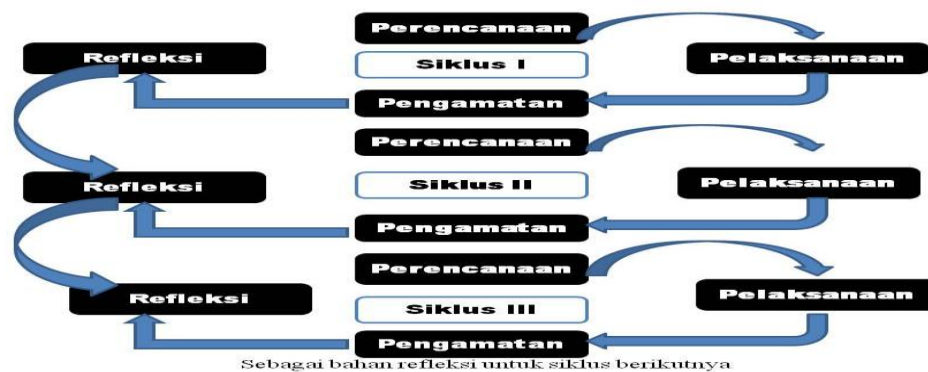 Perencanaan
Refleksi
Siklus I
Pelaksanaan
Pengamatan
Perencanaan
Refleksi
Siklus II
Pelaksanaan
Pengamatan
Perencanaan
Refleksi
Siklus III
Pelaksanaan
Pengamatan
Sebagai bahan refleksi untuk siklus berikutnya